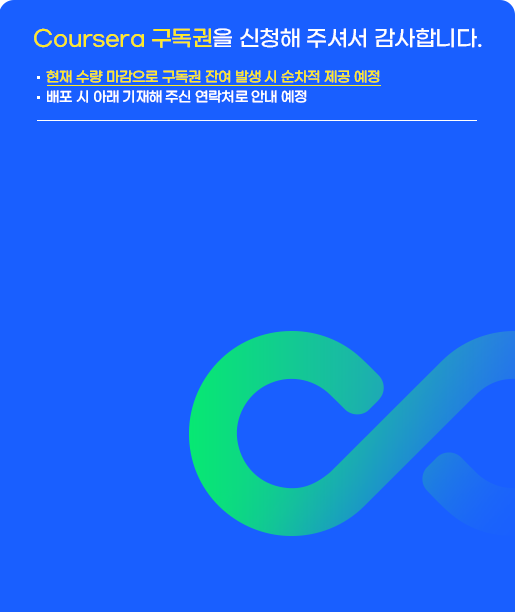 Coursera 구독권을 신청해 주셔서 감사합니다.
• 현재 수량 마감으로 구독권 잔여 발생 시 순차적 제공 예정
• 배포 시 아래 기재해 주신 연락처로 안내 예정